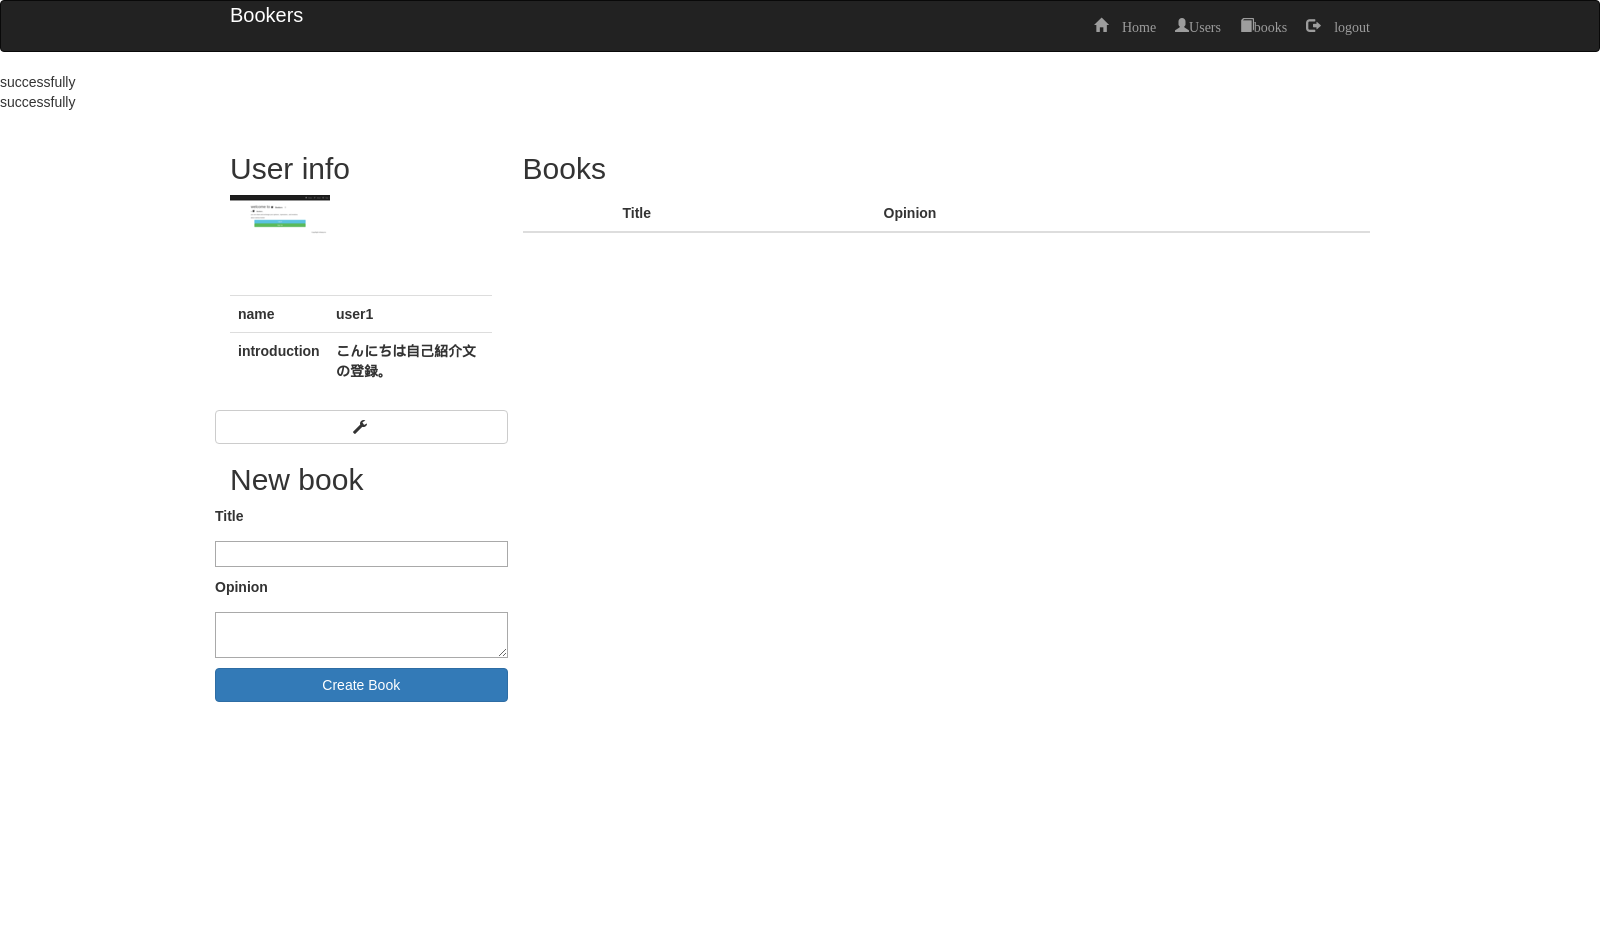 Bookers
Home Users books logout
successfully
successfully
User info
Books
Title Opinion
name user1
introduction こんにちは自己紹介文
の登録。
New book
Title
Opinion
Create Book